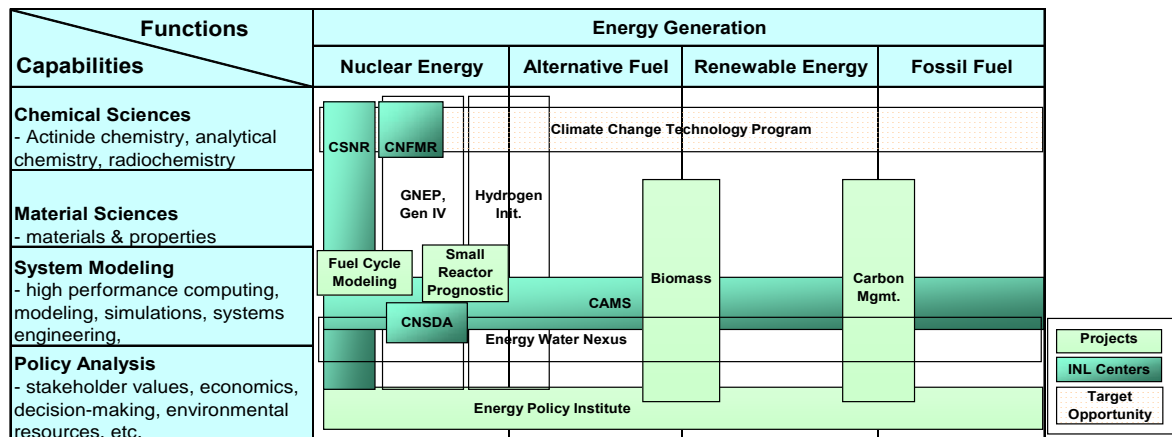 Functions
Capabilities
Energy Generation
Nuclear Energy
Alternative Fuel
Renewable Energy
Fossil Fuel
Chemical Sciences
- Actinide chemistry, analytical
chemistry, radiochemistry
CSNR
CNFMR
Climate Change Technology Program
Material Sciences
- materials & properties
GNEP,
Gen IV
Hydrogen
Init.
System Modeling
- high performance computing,
modeling, simulations, systems
engineering,
Fuel Cycle
Modeling
Small
Reactor
Prognostic
Biomass
Carbon
Mgmt.
CAMS
CNSDA
Energy Water Nexus
Policy Analysis
- stakeholder values, economics,
decision-making, environmental
resources, etc.
Energy Policy Institute
Projects
INL Centers
Target
Opportunity